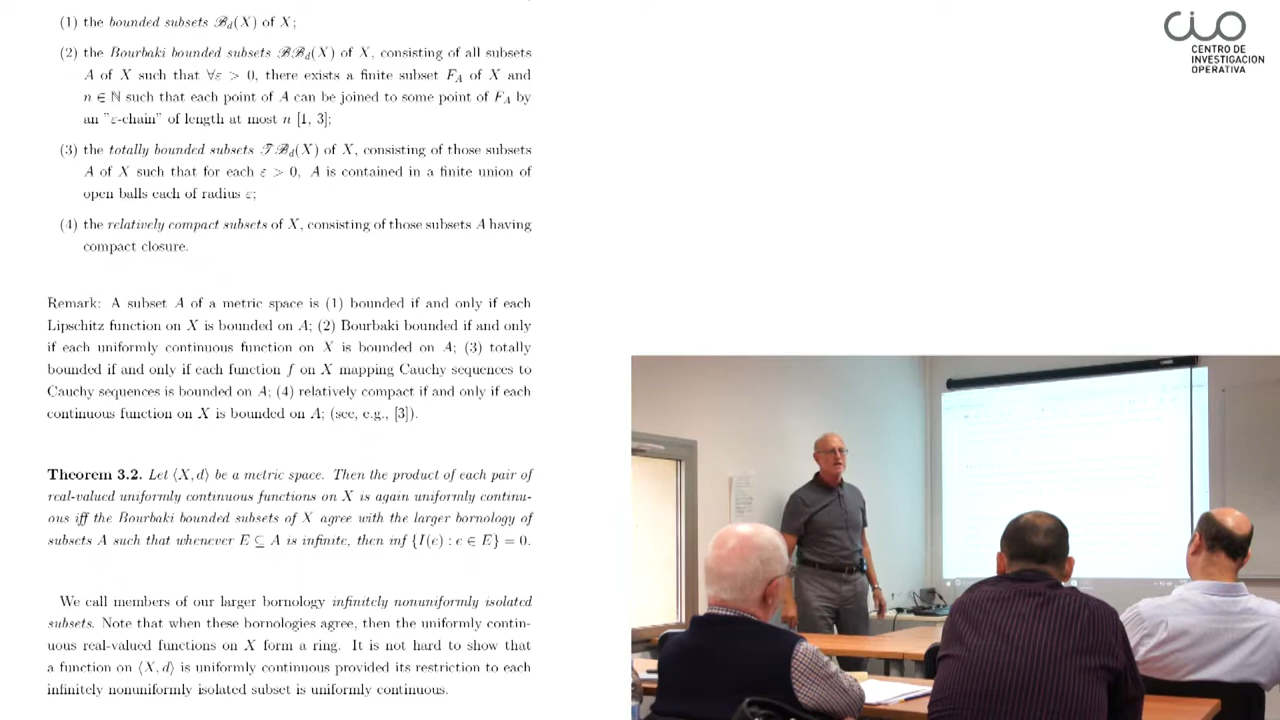 (1) the bounded subsets ℬd(X) of X;
(2) the Bourbaki bounded subsets ℬℬd(X) of X, consisting of all subsets
A of X such that ∀ε > 0, there exists a finite subset FA of X and
n ∈ ℕ such that each point of A can be joined to some point of FA by
an ”ε-chain” of length at most n [1, 3];
(3) the totally bounded subsets 𝒯ℬd(X) of X, consisting of those subsets
A of X such that for each ε > 0, A is contained in a finite union of
open balls each of radius ε;
(4) the relatively compact subsets of X, consisting of those subsets A having
compact closure.
Remark: A subset A of a metric space is (1) bounded if and only if each
Lipschitz function on X is bounded on A; (2) Bourbaki bounded if and only
if each uniformly continuous function on X is bounded on A; (3) totally
bounded if and only if each function f on X mapping Cauchy sequences to
Cauchy sequences is bounded on A; (4) relatively compact if and only if each
continuous function on X is bounded on A; (see, e.g., [3]).
Theorem 3.2. Let ⟨X, d⟩ be a metric space. Then the product of each pair of
real-valued uniformly continuous functions on X is again uniformly continu-
ous iff the Bourbaki bounded subsets of X agree with the larger bornology of
subsets A such that whenever E ⊆ A is infinite, then inf {I(e) : e ∈ E} = 0.
We call members of our larger bornology infinitely nonuniformly isolated
subsets. Note that when these bornologies agree, then the uniformly contin-
uous real-valued functions on X form a ring. It is not hard to show that
a function on ⟨X, d⟩ is uniformly continuous provided its restriction to each
infinitely nonuniformly isolated subset is uniformly continuous.
CIO
CENTRO DE
INVESTIGACION
OPERATIVA